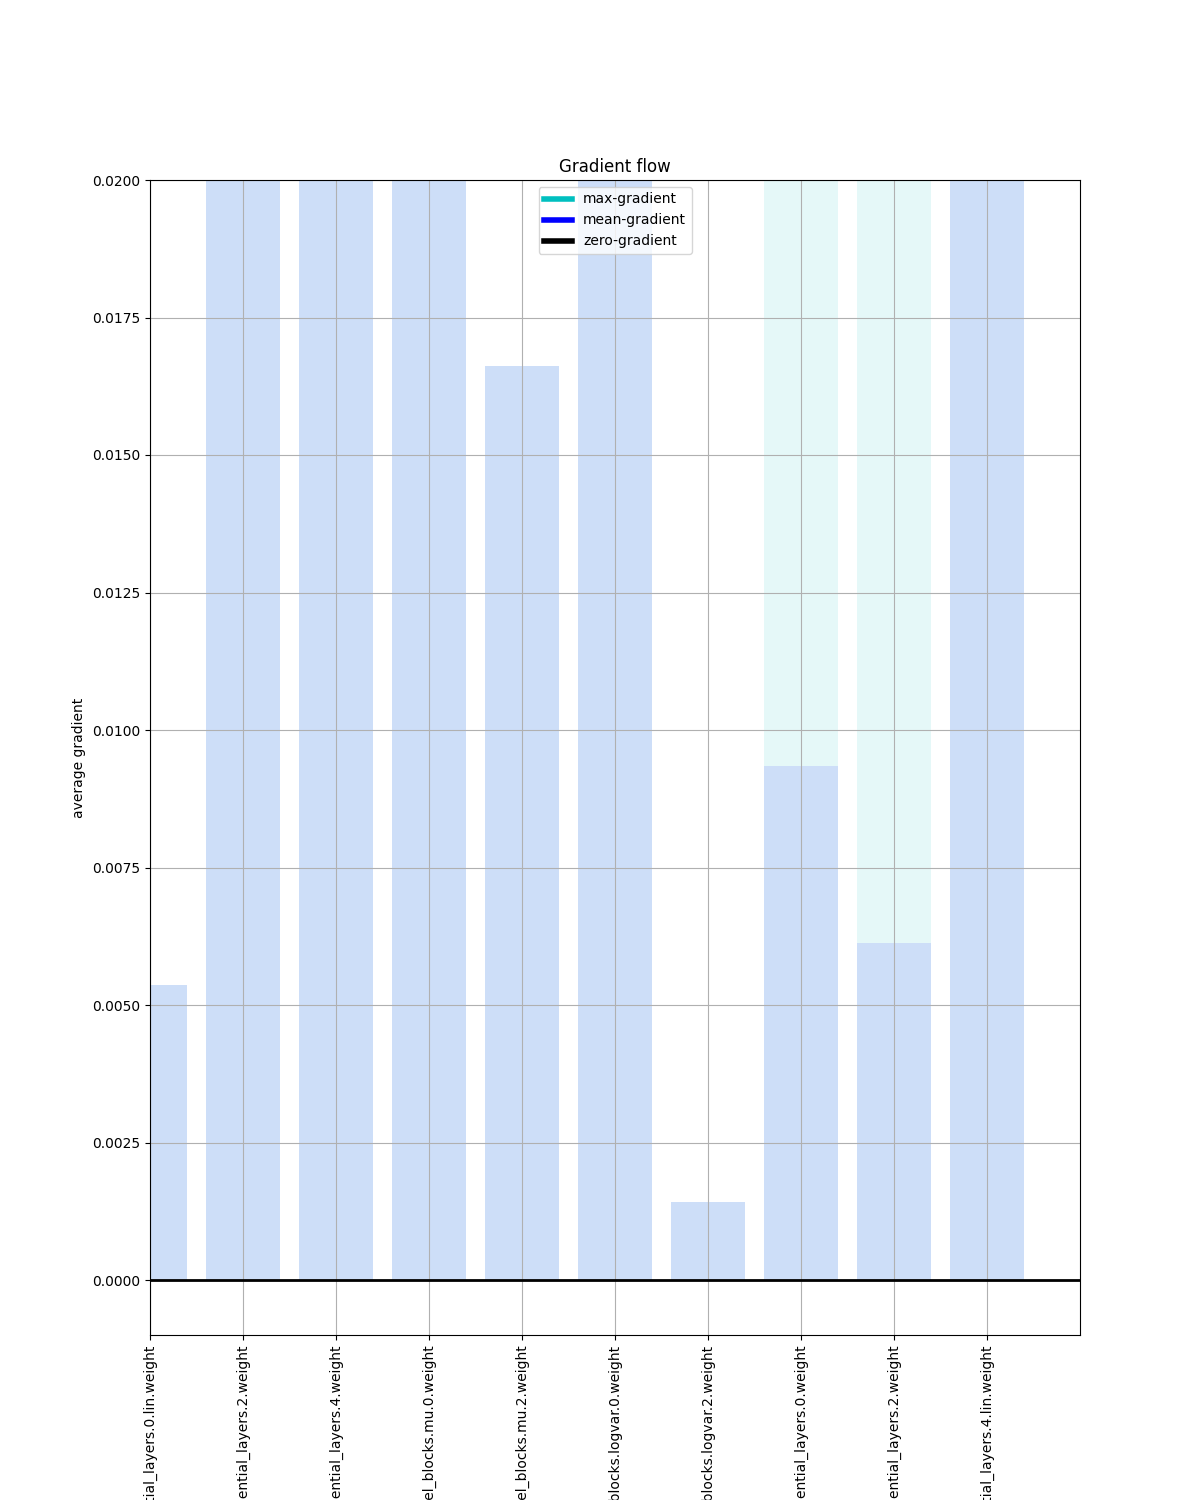 Gradient flow
max-gradient
mean-gradient
zero-gradient
0.0200
0.0175
0.0150
0.0125
0.0100
0.0075
0.0050
0.0025
0.0000
average gradient
tial_layers.0.lin.weight
ential_layers.2.weight
ential_layers.4.weight
el_blocks.mu.0.weight
el_blocks.mu.2.weight
blocks.logvar.0.weight
blocks.logvar.2.weight
ential_layers.0.weight
ential_layers.2.weight
tial_layers.4.lin.weight